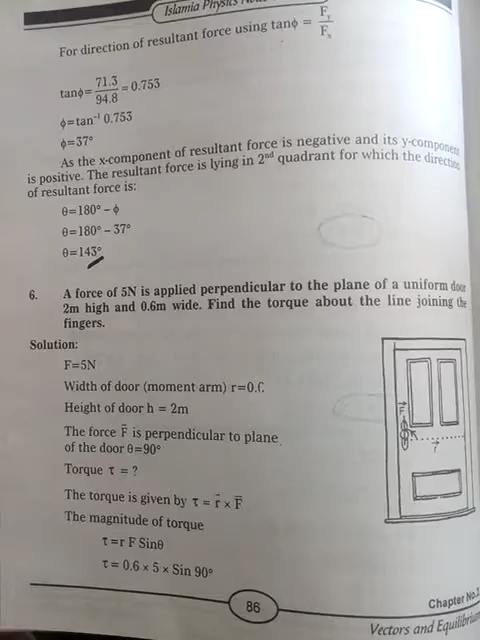 Islamia Physics
For direction of resultant force using tanϕ = F_y/F_x
tanϕ= 71.3/94.8 = 0.753
ϕ=tan⁻¹ 0.753
ϕ=37°
As the x-component of resultant force is negative and its y-component
is positive. The resultant force is lying in 2nd quadrant for which the direction
of resultant force is:
θ=180° – ϕ
θ=180° – 37°
θ=143°
6. A force of 5N is applied perpendicular to the plane of a uniform door
2m high and 0.6m wide. Find the torque about the line joining the
fingers.
Solution:
F=5N
Width of door (moment arm) r=0.6
Height of door h = 2m
The force F⃗ is perpendicular to plane
of the door θ=90°
Torque τ = ?
The torque is given by τ = r⃗ x F⃗
The magnitude of torque
τ =r F Sinθ
τ = 0.6 x 5 x Sin 90°
F⃗
r⃗
86
Chapter No.
Vectors and Equilibrium